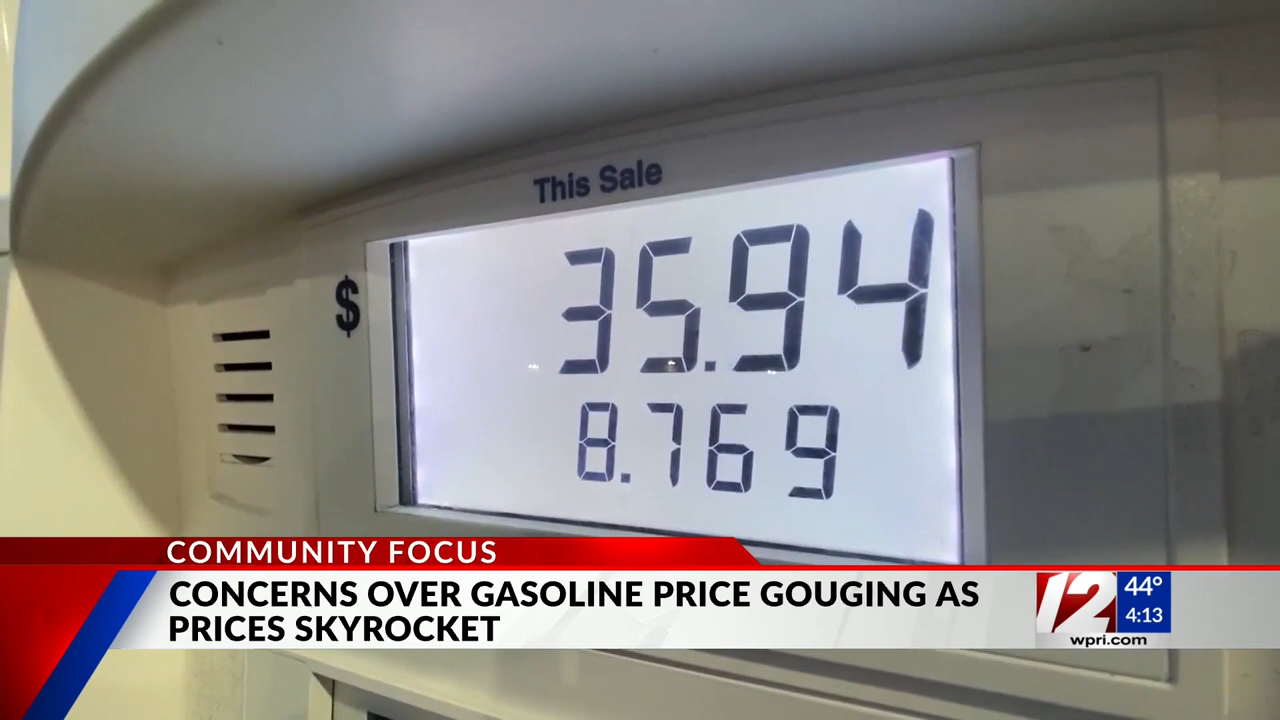 This Sale
$
35.94
8.769
COMMUNITY FOCUS
CONCERNS OVER GASOLINE PRICE GOUGING AS
PRICES SKYROCKET
12
44°
4:13
wpri.com